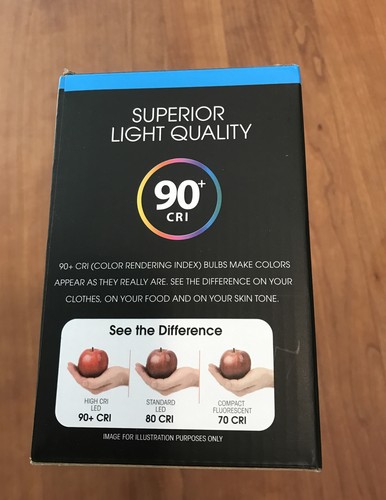 SUPERIOR
LIGHT QUALITY
90+
CRI
90+ CRI (COLOR RENDERING INDEX) BULBS MAKE COLORS
APPEAR AS THEY REALLY ARE. SEE THE DIFFERENCE ON YOUR
CLOTHES, ON YOUR FOOD AND ON YOUR SKIN TONE.
See the Difference
HIGH CRI
LED
90+ CRI
STANDARD
LED
80 CRI
COMPACT
FLUORESCENT
70 CRI
IMAGE FOR ILLUSTRATION PURPOSES ONLY